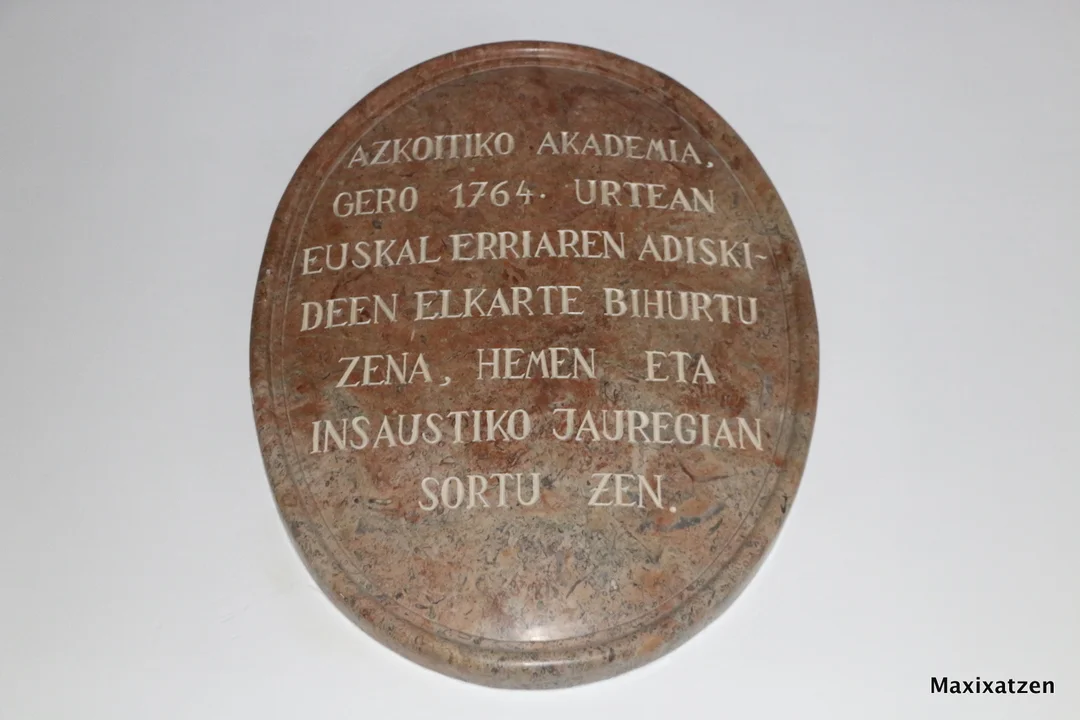 AZKOITIKO AKADEMIA,
GERO 1764. URTEAN
EUSKAL ERRIAREN ADISKI-
DEEN ELKARTE BIHURTU
ZENA, HEMEN ETA
INSAUSTIKO JAUREGIAN
SORTU ZEN.
Maxixatzen